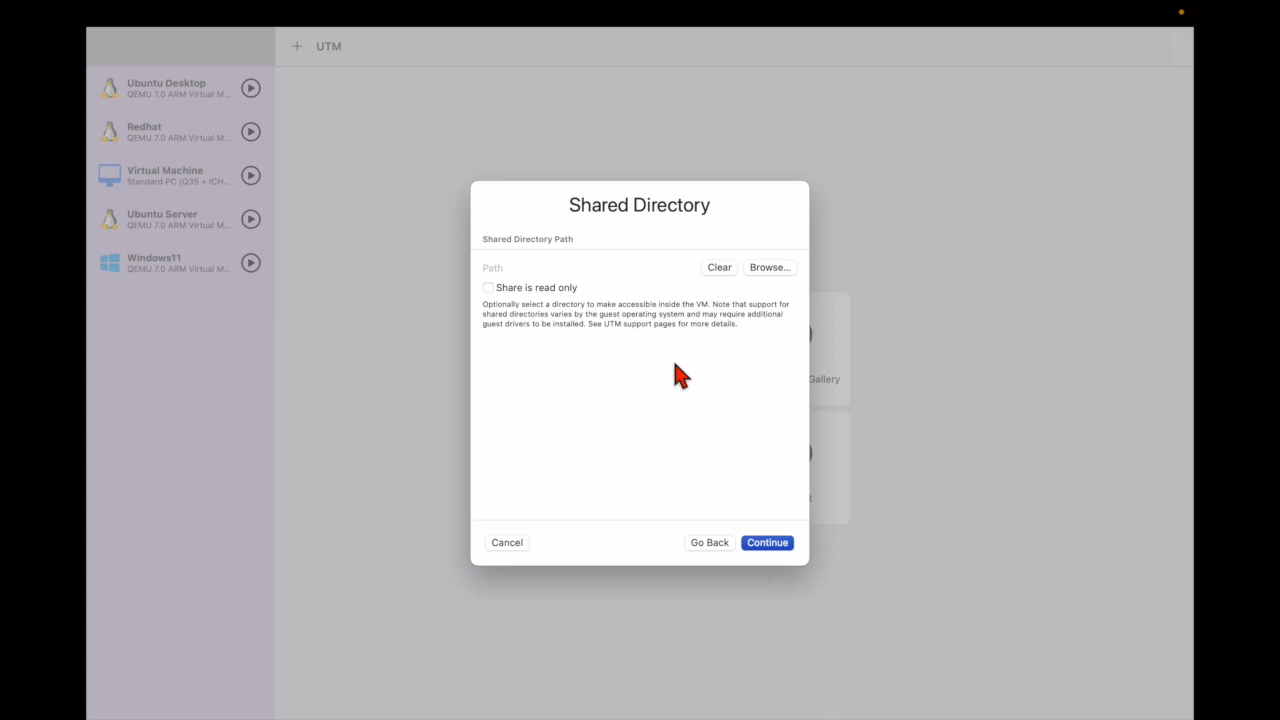 UTM
Ubuntu Desktop
QEMU 7.0 ARM Virtual M...
Redhat
QEMU 7.0 ARM Virtual M...
Virtual Machine
Standard PC (Q35 + ICH...
Ubuntu Server
QEMU 7.0 ARM Virtual M...
Windows11
QEMU 7.0 ARM Virtual M...
Shared Directory
Shared Directory Path
Path
Clear
Browse...
Share is read only
Optionally select a directory to make accessible inside the VM. Note that support for
shared directories varies by the guest operating system and may require additional
guest drivers to be installed. See UTM support pages for more details.
Gallery
Cancel
Go Back
Continue